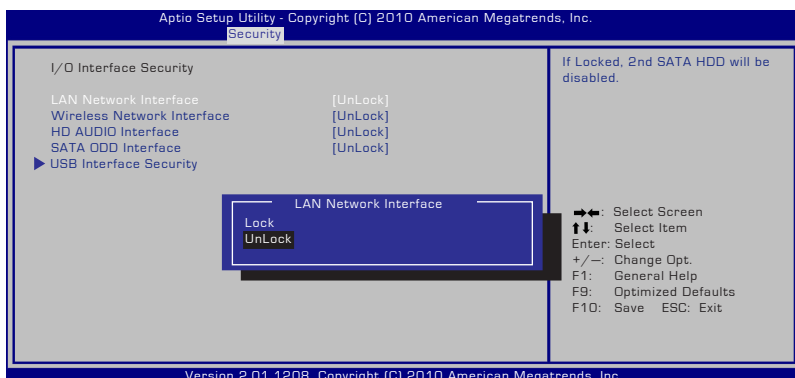 Aptio Setup Utility - Copyright (C) 2010 American Megatrends, Inc.
Security
I/O Interface Security
LAN Network Interface [UnLock]
Wireless Network Interface [UnLock]
HD AUDIO Interface [UnLock]
SATA ODD Interface [UnLock]
USB Interface Security
If Locked, 2nd SATA HDD will be
disabled.
LAN Network Interface
Lock
UnLock
→←: Select Screen
↑↓: Select Item
Enter: Select
+/—: Change Opt.
F1: General Help
F9: Optimized Defaults
F10: Save ESC: Exit
Version 2.01.1208. Copyright (C) 2010 American Megatrends, Inc.